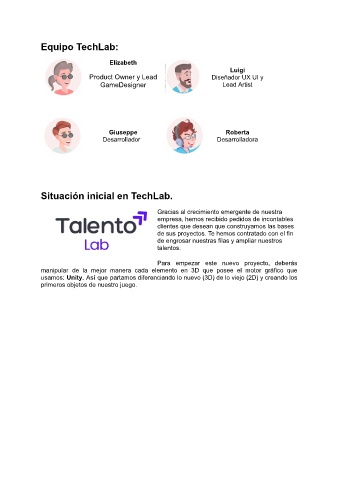 Equipo TechLab:
Elizabeth
Product Owner y Lead
GameDesigner
Luigi
Diseñador UX UI y
Lead Artist
Giuseppe
Desarrollador
Roberta
Desarrolladora
Situación inicial en TechLab.
Talento
Lab
Gracias al crecimiento emergente de nuestra
empresa, hemos recibido pedidos de incontables
clientes que desean que construyamos las bases
de sus proyectos. Te hemos contratado con el fin
de engrosar nuestras filas y ampliar nuestros
talentos.
Para empezar este nuevo proyecto, deberás
manipular de la mejor manera cada elemento en 3D que posee el motor gráfico que
usamos: Unity. Así que partamos diferenciando lo nuevo (3D) de lo viejo (2D) y creando los
primeros objetos de nuestro juego.